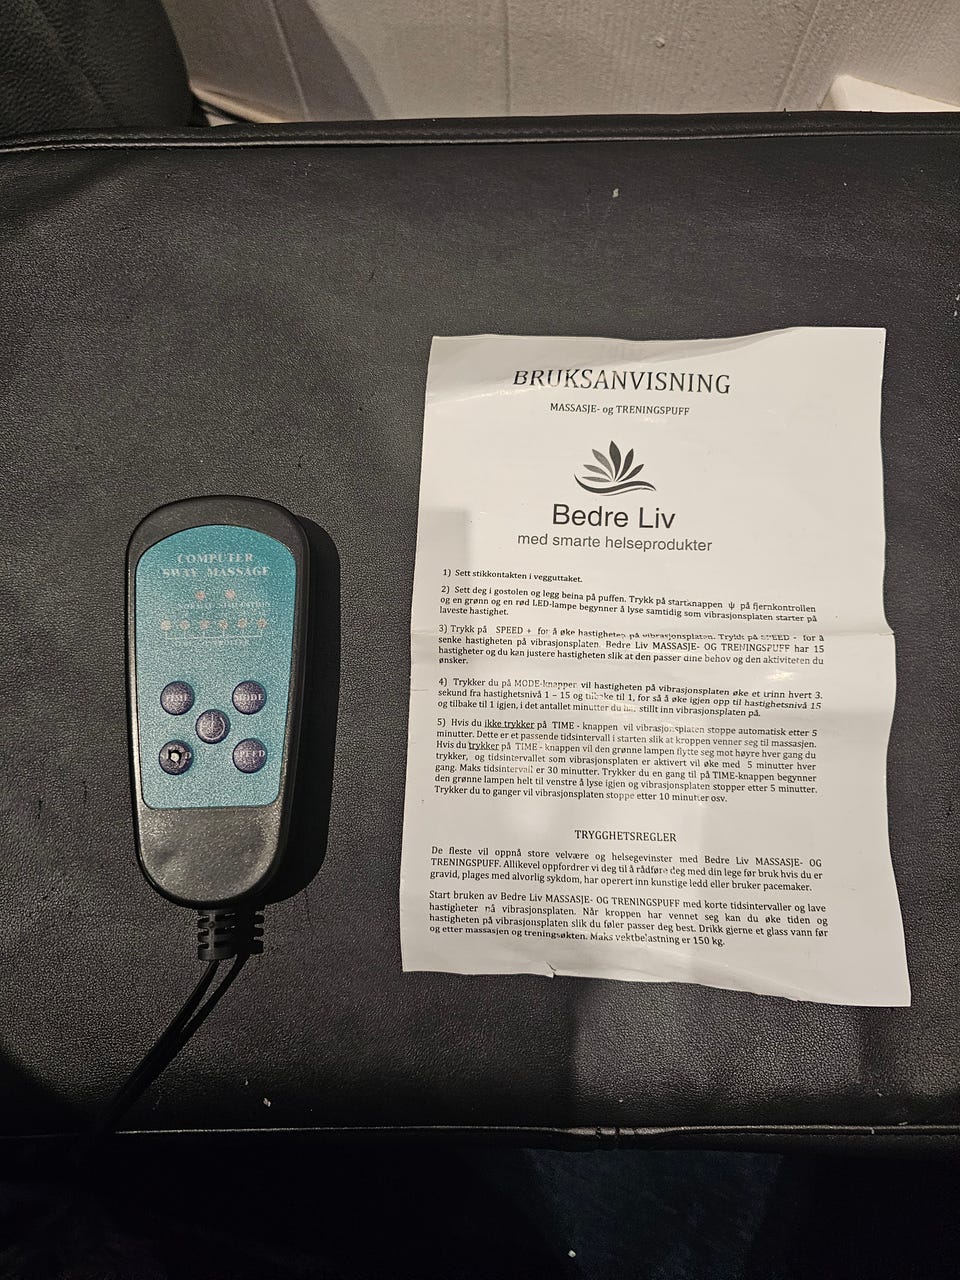 COMPUTER
SWAY MASSAGE
TIME
MODE
SPEED
BRUKSANVISNING
MASSASJE- og TRENINGSPUFF
Bedre Liv
med smarte helseprodukter
1) Sett stikkontakten i vegguttaket.
2) Sett deg i gostolen og legg beina på puffen. Trykk på startknappen ψ på fjernkontrollen
og en grønn og en rød LED-lampe begynner å lyse samtidig som vibrasjonsplaten starter på
laveste hastighet.
3) Trykk på SPEED + for å øke hastigheten på vibrasjonsplaten. Trykk på SPEED - for å
senke hastigheten på vibrasjonsplaten. Bedre Liv MASSASJE- OG TRENINGSPUFF har 15
hastigheter og du kan justere hastigheten slik at den passer dine behov og den aktiviteten du
ønsker.
4) Trykker du på MODE-knappen vil hastigheten på vibrasjonsplaten øke et trinn hvert 3.
sekund fra hastighetsnivå 1 – 15 og tilbake til 1, for så å øke igjen opp til hastighetsnivå 15
og tilbake til 1 igjen, i det antallet minutter du har stillt inn vibrasjonsplaten på.
5) Hvis du ikke trykker på TIME - knappen vil vibrasjonsplaten stoppe automatisk etter 5
minutter. Dette er et passende tidsintervall i starten slik at kroppen venner seg til massasjen.
Hvis du trykker på TIME - knappen vil den grønne lampen flytte seg mot høyre hver gang du
trykker, og tidsintervallet som vibrasjonsplaten er aktivert vil øke med 5 minutter hver
gang. Maks tidsintervall er 30 minutter. Trykker du en gang til på TIME-knappen begynner
den grønne lampen helt til venstre å lyse igjen og vibrasjonsplaten stopper etter 5 minutter.
Trykker du to ganger vil vibrasjonsplaten stoppe etter 10 minutter osv.
TRYGGHETSREGLER
De fleste vil oppnå store velvære og helsegevinster med Bedre Liv MASSASJE- OG
TRENINGSPUFF. Allikevel oppfordrer vi deg til å rådføre deg med din lege før bruk hvis du er
gravid, plages med alvorlig sykdom, har operert inn kunstige ledd eller bruker pacemaker.
Start bruken av Bedre Liv MASSASJE- OG TRENINGSPUFF med korte tidsintervaller og lave
hastigheter på vibrasjonsplaten. Når kroppen har vennet seg kan du øke tiden og
hastigheten på vibrasjonsplaten slik du føler passer deg best. Drikk gjerne et glass vann før
og etter massasjen og treningsøkten. Maks vektbelastning er 150 kg.